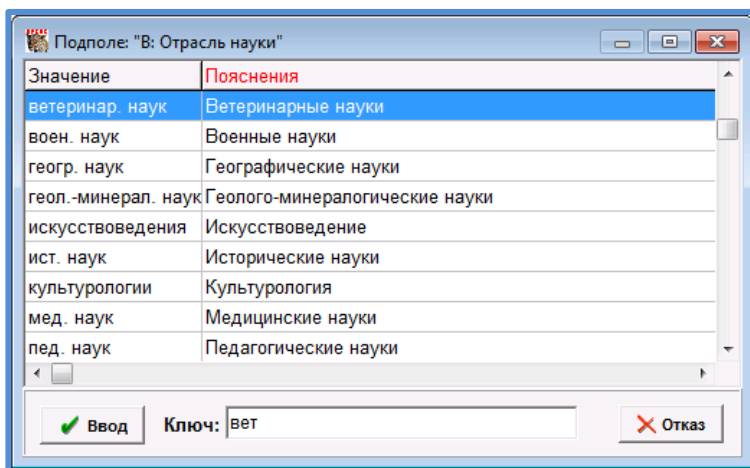 Подполе: "B: Отрасль науки"
Значение Пояснения
ветеринар. наук Ветеринарные науки
воен. наук Военные науки
геогр. наук Географические науки
геол.-минерал. наук Геолого-минералогические науки
искусствоведения Искусствоведение
ист. наук Исторические науки
культурологии Культурология
мед. наук Медицинские науки
пед. наук Педагогические науки
Ввод Ключ: вет Отказ